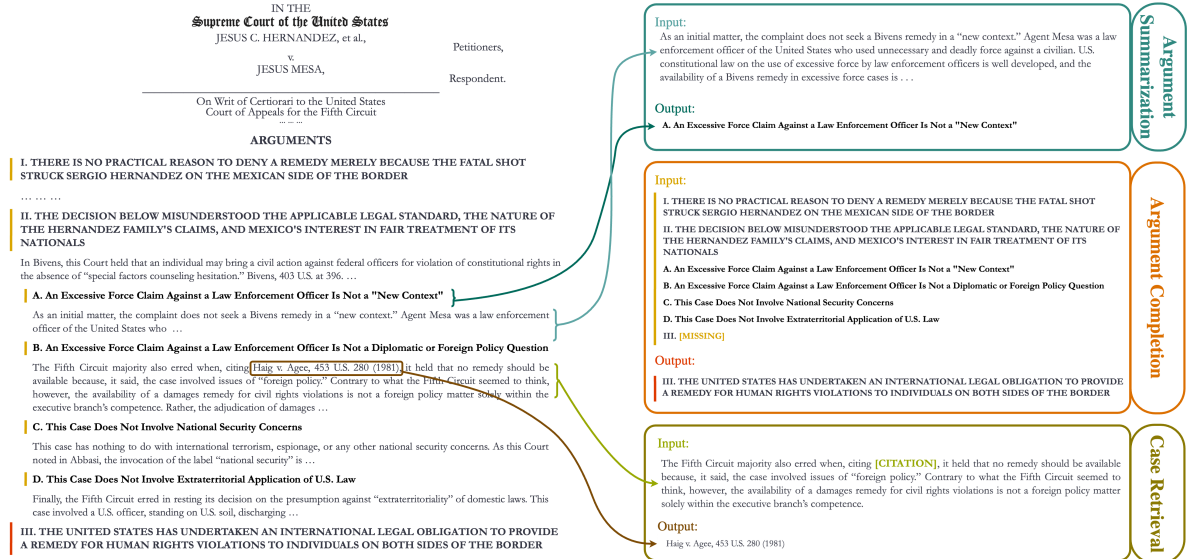 IN THE
Supreme Court of the United States
JESUS C. HERNANDEZ, et al.,
Petitioners,
v.
JESUS MESA,
Respondent.
On Writ of Certiorari to the United States
Court of Appeals for the Fifth Circuit
... ... ...
ARGUMENTS
I. THERE IS NO PRACTICAL REASON TO DENY A REMEDY MERELY BECAUSE THE FATAL SHOT
STRUCK SERGIO HERNANDEZ ON THE MEXICAN SIDE OF THE BORDER
... ... ...
II. THE DECISION BELOW MISUNDERSTOOD THE APPLICABLE LEGAL STANDARD, THE NATURE OF
THE HERNANDEZ FAMILY'S CLAIMS, AND MEXICO'S INTEREST IN FAIR TREATMENT OF ITS
NATIONALS
In Bivens, this Court held that an individual may bring a civil action against federal officers for violation of constitutional rights in
the absence of “special factors counseling hesitation.” Bivens, 403 U.S. at 396. …
A. An Excessive Force Claim Against a Law Enforcement Officer Is Not a "New Context"
As an initial matter, the complaint does not seek a Bivens remedy in a “new context.” Agent Mesa was a law enforcement
officer of the United States who …
B. An Excessive Force Claim Against a Law Enforcement Officer Is Not a Diplomatic or Foreign Policy Question
The Fifth Circuit majority also erred when, citing Haig v. Agee, 453 U.S. 280 (1981), it held that no remedy should be
available because, it said, the case involved issues of “foreign policy.” Contrary to what the Fifth Circuit seemed to think,
however, the availability of a damages remedy for civil rights violations is not a foreign policy matter solely within the
executive branch’s competence. Rather, the adjudication of damages …
C. This Case Does Not Involve National Security Concerns
This case has nothing to do with international terrorism, espionage, or any other national security concerns. As this Court
noted in Abbasi, the invocation of the label “national security” is …
D. This Case Does Not Involve Extraterritorial Application of U.S. Law
Finally, the Fifth Circuit erred in resting its decision on the presumption against “extraterritoriality” of domestic laws. This
case involved a U.S. officer, standing on U.S. soil, discharging …
III. THE UNITED STATES HAS UNDERTAKEN AN INTERNATIONAL LEGAL OBLIGATION TO PROVIDE
A REMEDY FOR HUMAN RIGHTS VIOLATIONS TO INDIVIDUALS ON BOTH SIDES OF THE BORDER
Input:
As an initial matter, the complaint does not seek a Bivens remedy in a “new context.” Agent Mesa was a law
enforcement officer of the United States who used unnecessary and deadly force against a civilian. U.S.
constitutional law on the use of excessive force by law enforcement officers is well developed, and the
availability of a Bivens remedy in excessive force cases is . . .
Output:
A. An Excessive Force Claim Against a Law Enforcement Officer Is Not a "New Context"
Argument
Summarization
Input:
I. THERE IS NO PRACTICAL REASON TO DENY A REMEDY MERELY BECAUSE THE FATAL SHOT
STRUCK SERGIO HERNANDEZ ON THE MEXICAN SIDE OF THE BORDER
II. THE DECISION BELOW MISUNDERSTOOD THE APPLICABLE LEGAL STANDARD, THE NATURE OF
THE HERNANDEZ FAMILY'S CLAIMS, AND MEXICO'S INTEREST IN FAIR TREATMENT OF ITS
NATIONALS
A. An Excessive Force Claim Against a Law Enforcement Officer Is Not a "New Context"
B. An Excessive Force Claim Against a Law Enforcement Officer Is Not a Diplomatic or Foreign Policy Question
C. This Case Does Not Involve National Security Concerns
D. This Case Does Not Involve Extraterritorial Application of U.S. Law
III. [MISSING]
Output:
III. THE UNITED STATES HAS UNDERTAKEN AN INTERNATIONAL LEGAL OBLIGATION TO PROVIDE
A REMEDY FOR HUMAN RIGHTS VIOLATIONS TO INDIVIDUALS ON BOTH SIDES OF THE BORDER
Argument Completion
Input:
The Fifth Circuit majority also erred when, citing [CITATION], it held that no remedy should be available
because, it said, the case involved issues of “foreign policy.” Contrary to what the Fifth Circuit seemed to
think, however, the availability of a damages remedy for civil rights violations is not a foreign policy matter
solely within the executive branch’s competence.
Output:
Haig v. Agee, 453 U.S. 280 (1981)
Case Retrieval